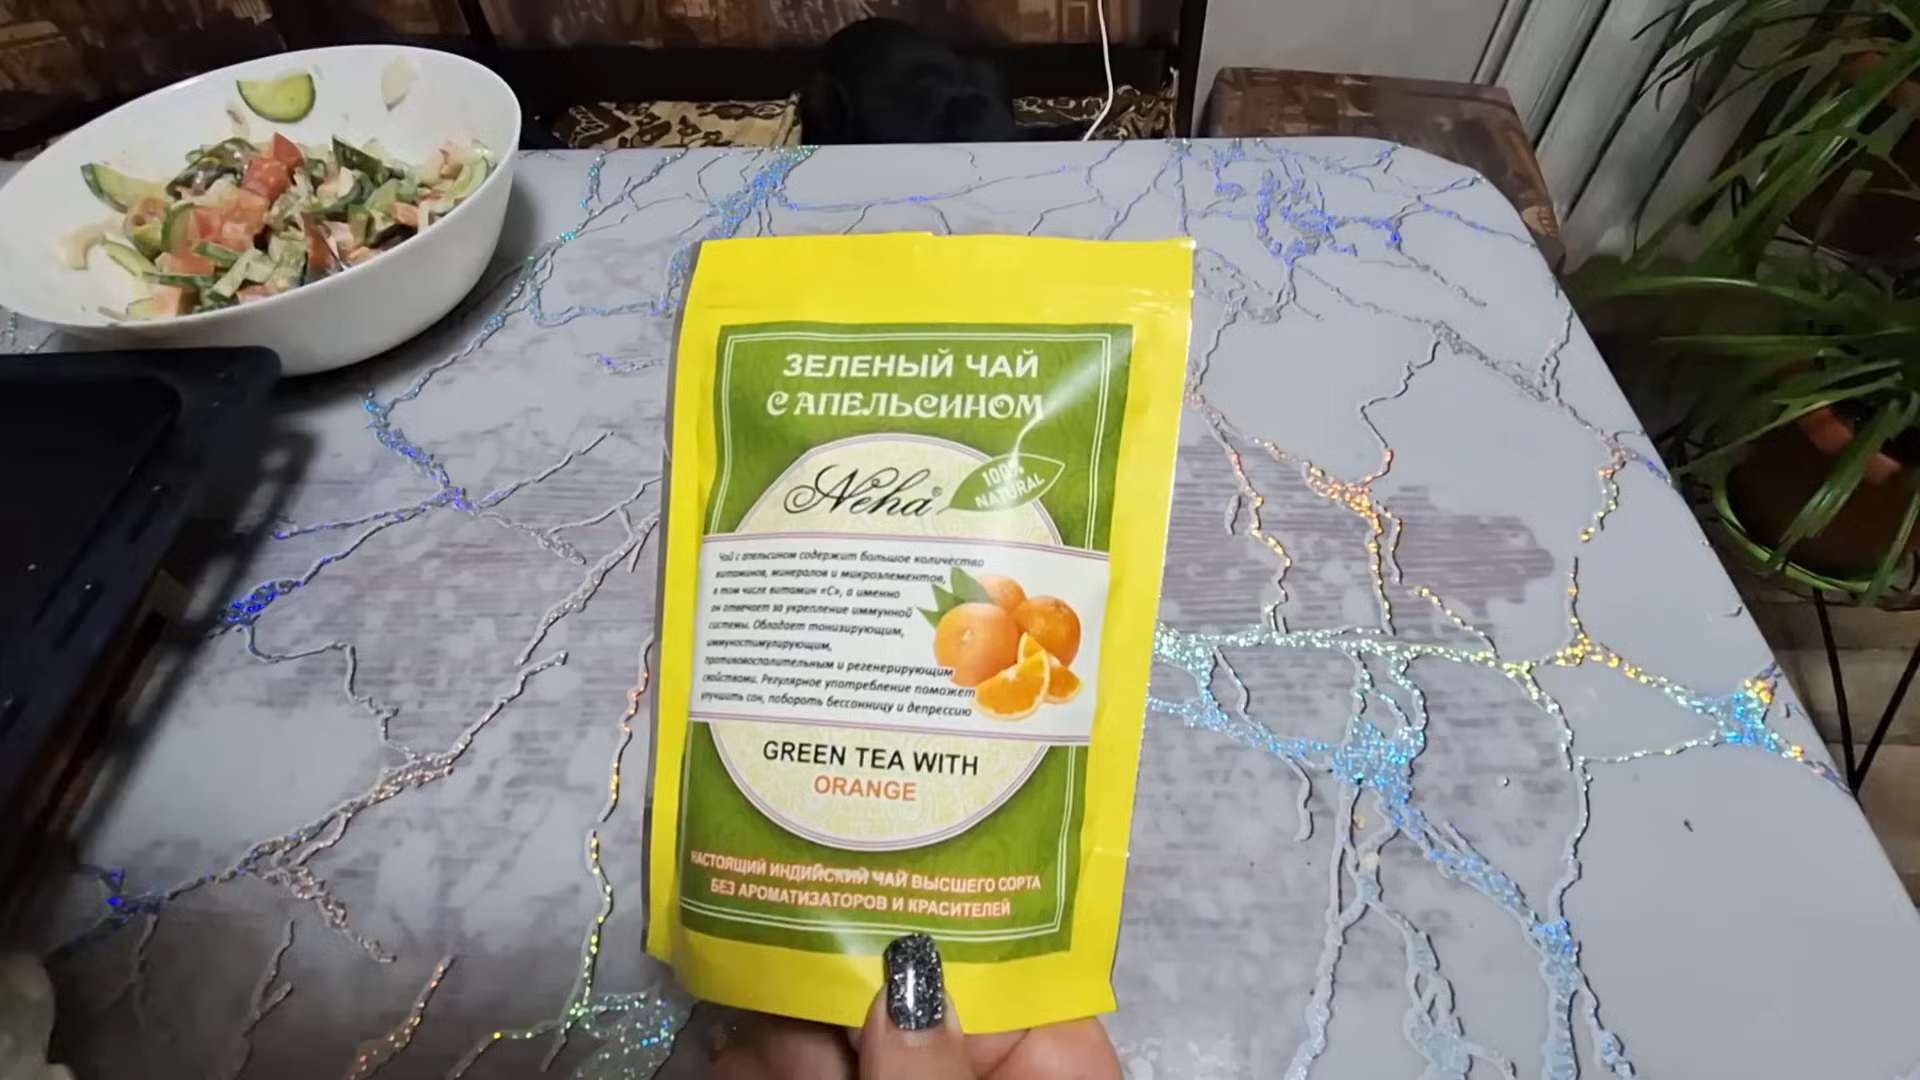 ЗЕЛЕНЫЙ ЧАЙ
С АПЕЛЬСИНОМ
Neha®
100%
NATURAL
Чай с апельсином содержит большое количество
витаминов, минералов и микроэлементов,
в том числе витамин «С», а именно
он отвечает за укрепление иммунной
системы. Обладает тонизирующим,
иммуностимулирующим,
противовоспалительным и регенерирующим
свойствами. Регулярное употребление поможет
улучшить сон, побороть бессонницу и депрессию
GREEN TEA WITH
ORANGE
НАСТОЯЩИЙ ИНДИЙСКИЙ ЧАЙ ВЫСШЕГО СОРТА
БЕЗ АРОМАТИЗАТОРОВ И КРАСИТЕЛЕЙ